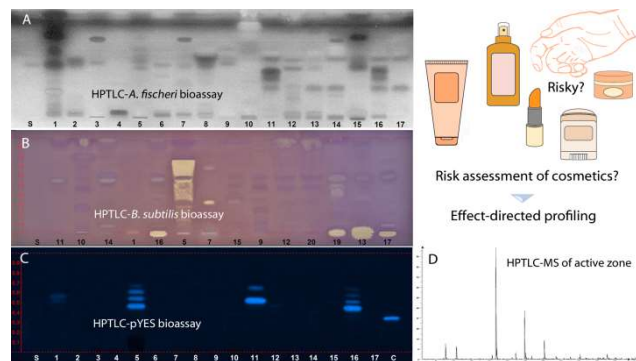 A
HPTLC-A. fischeri bioassay
S 1 2 3 4 5 6 7 8 9 10 11 12 13 14 15 16 17
B
HPTLC-B. subtilis bioassay
S 11 10 14 1 16 5 7 15 9 12 20 19 13 17
C
HPTLC-pYES bioassay
S 1 2 3 4 5 6 7 8 9 10 11 12 13 14 15 16 17 C
Risky?
Risk assessment of cosmetics?
Effect-directed profiling
D
HPTLC-MS of active zone